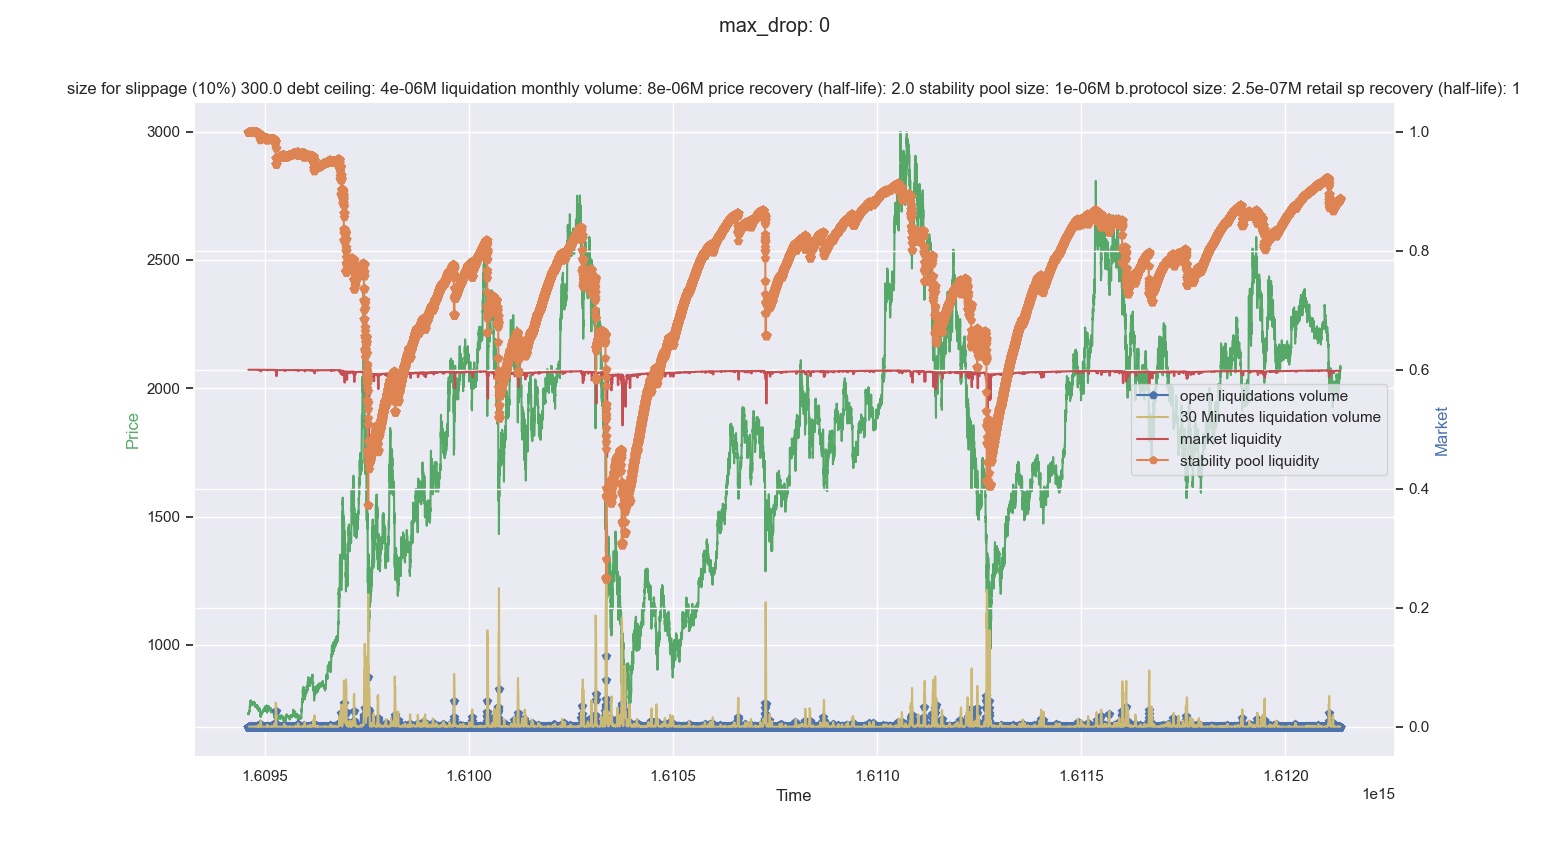 max_drop: 0
size for slippage (10%) 300.0 debt ceiling: 4e-06M liquidation monthly volume: 8e-06M price recovery (half-life): 2.0 stability pool size: 1e-06M b.protocol size: 2.5e-07M retail sp recovery (half-life): 1
3000
2500
2000
1500
1000
Price
1.0
0.8
0.6
0.4
0.2
0.0
Market
open liquidations volume
30 Minutes liquidation volume
market liquidity
stability pool liquidity
1.6095
1.6100
1.6105
1.6110
1.6115
1.6120
Time
1e15